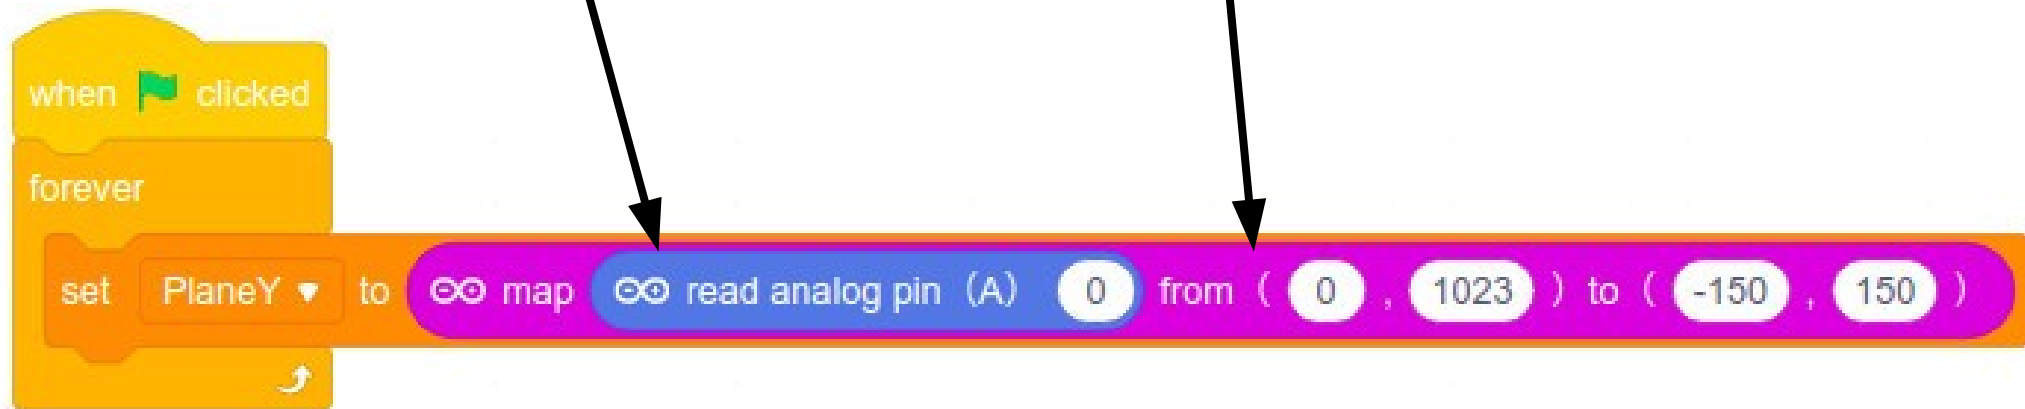 when clicked
forever
set PlaneY to map read analog pin (A) 0 from ( 0 , 1023 ) to ( -150 , 150 )